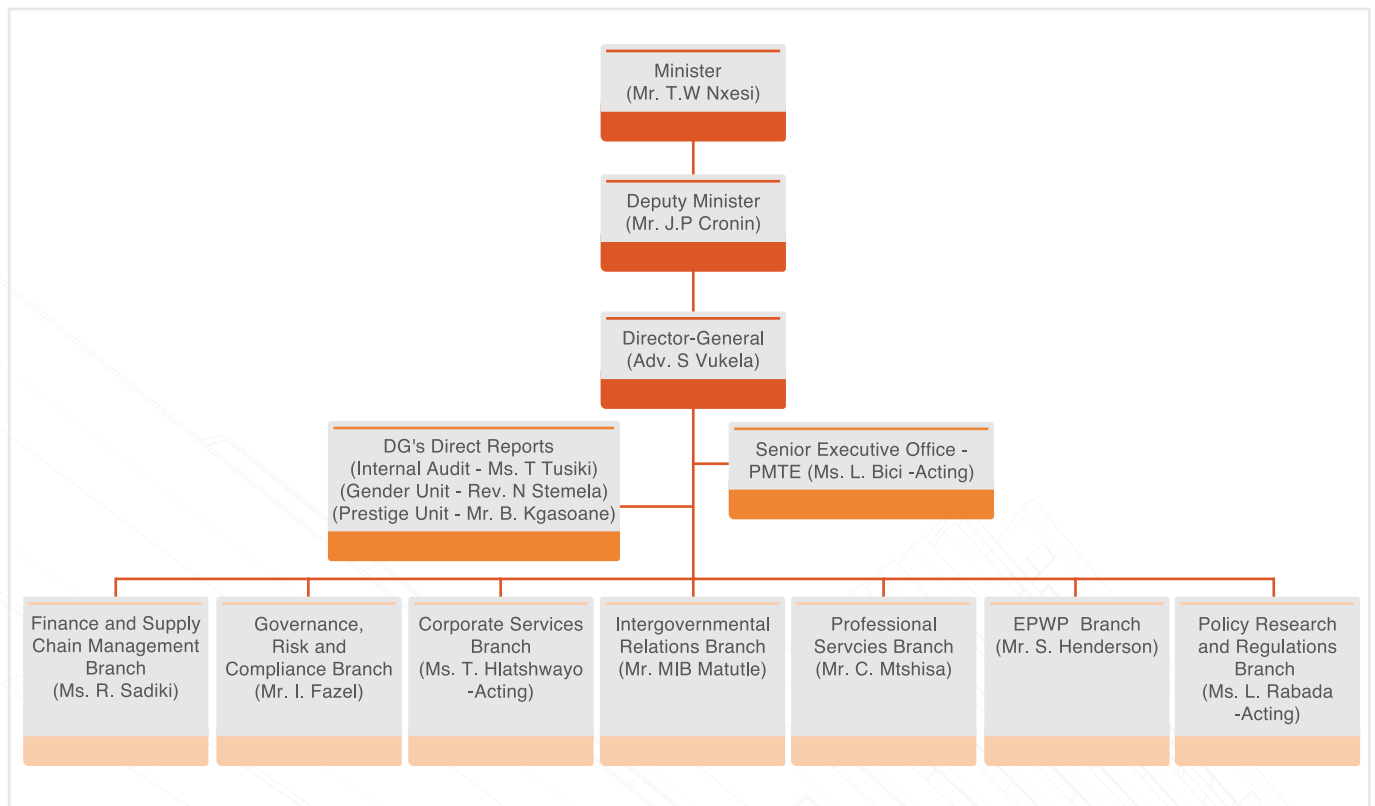 Minister
(Mr. T.W Nxesi)
Deputy Minister
(Mr. J.P Cronin)
Director-General
(Adv. S Vukela)
DG's Direct Reports
(Internal Audit - Ms. T Tusiki)
(Gender Unit - Rev. N Stemela)
(Prestige Unit - Mr. B. Kgasoane)
Senior Executive Office -
PMTE (Ms. L. Bici -Acting)
Finance and Supply
Chain Management
Branch
(Ms. R. Sadiki)
Governance,
Risk and
Compliance Branch
(Mr. I. Fazel)
Corporate Services
Branch
(Ms. T. Hlatshwayo
-Acting)
Intergovernmental
Relations Branch
(Mr. MIB Matutle)
Professional
Servcies Branch
(Mr. C. Mtshisa)
EPWP Branch
(Mr. S. Henderson)
Policy Research
and Regulations
Branch
(Ms. L. Rabada
-Acting)